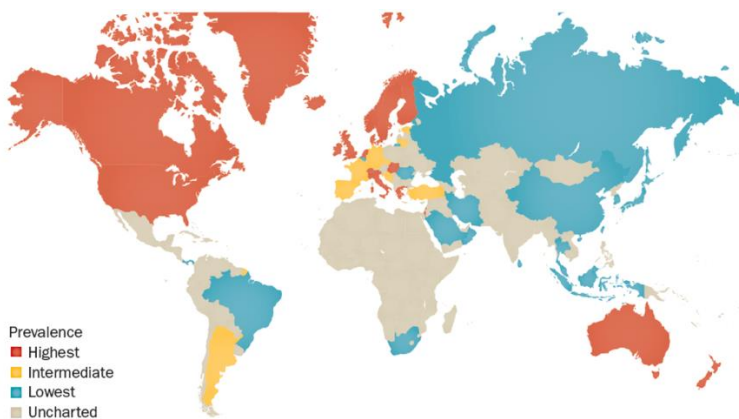 Prevalence
Highest
Intermediate
Lowest
Uncharted